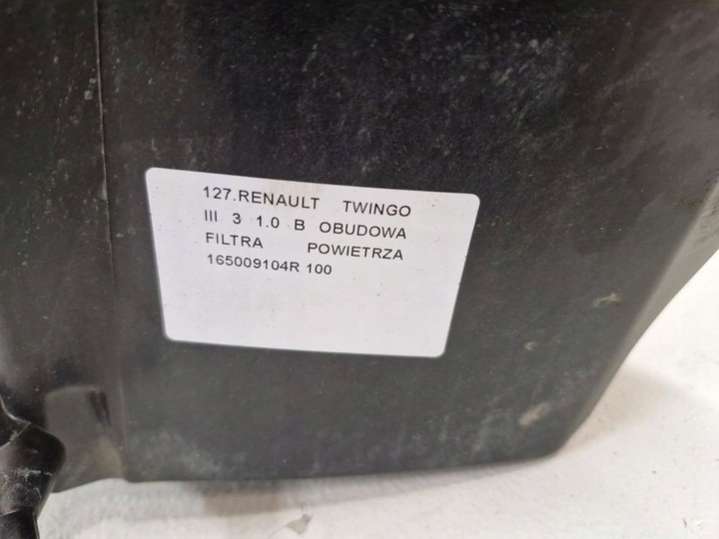 127.RENAULT TWINGO
III 3 1.0 B OBUDOWA
FILTRA POWIETRZA
165009104R 100